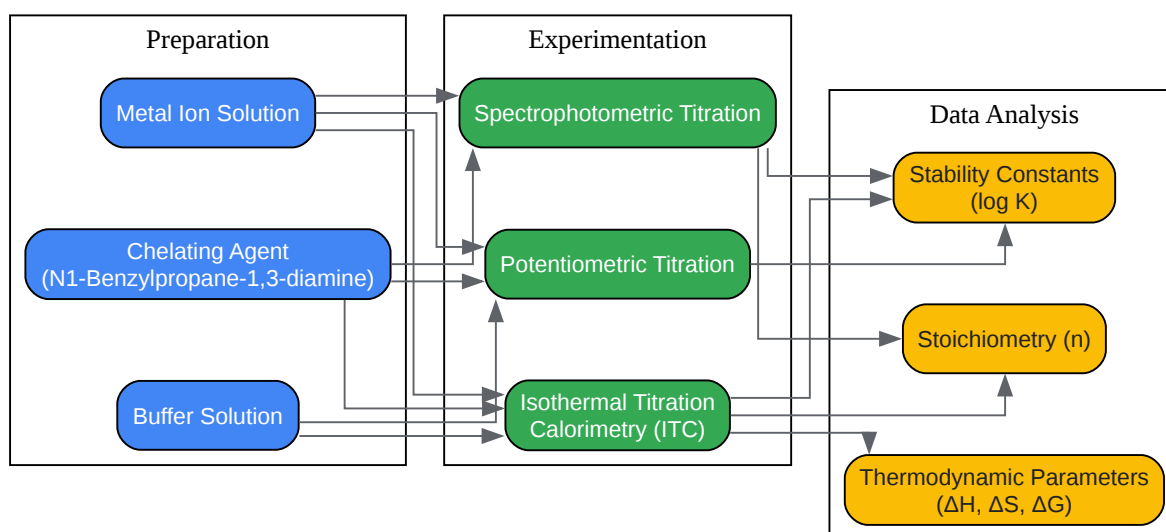 Preparation
Metal Ion Solution
Chelating Agent
(N1-Benzylpropane-1,3-diamine)
Buffer Solution
Experimentation
Spectrophotometric Titration
Potentiometric Titration
Isothermal Titration
Calorimetry (ITC)
Data Analysis
Stability Constants
(log K)
Stoichiometry (n)
Thermodynamic Parameters
(ΔH, ΔS, ΔG)